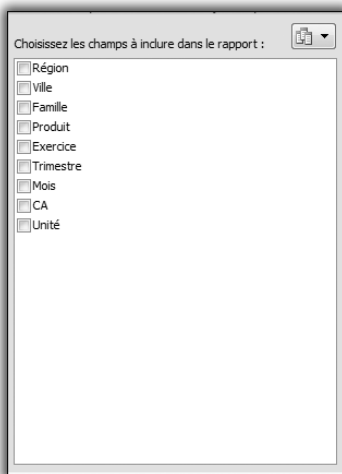 Choisissez les champs à inclure dans le rapport :
Région
Ville
Famille
Produit
Exercice
Trimestre
Mois
CA
Unité